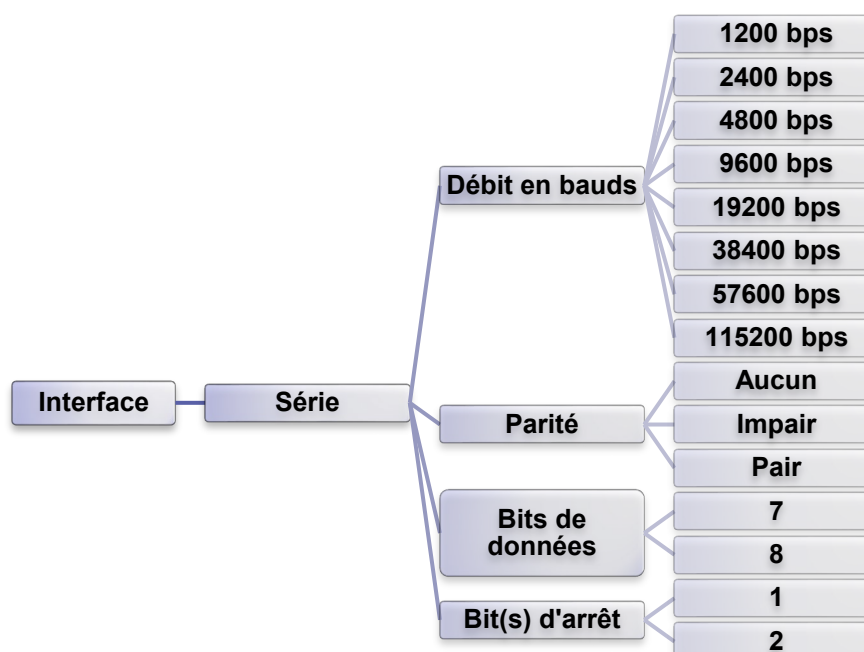 1200 bps
2400 bps
4800 bps
Débit en bauds
9600 bps
19200 bps
38400 bps
57600 bps
115200 bps
Interface
Série
Aucun
Parité
Impair
Pair
Bits de
données
7
8
Bit(s) d'arrêt
1
2